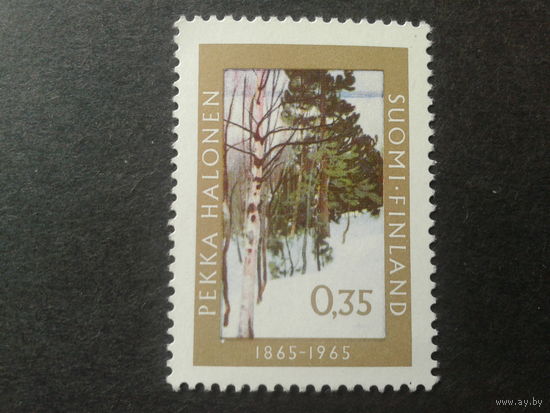 PEKKA HALONEN
SUOMI·FINLAND
0,35
1865-1965
www.ay.by